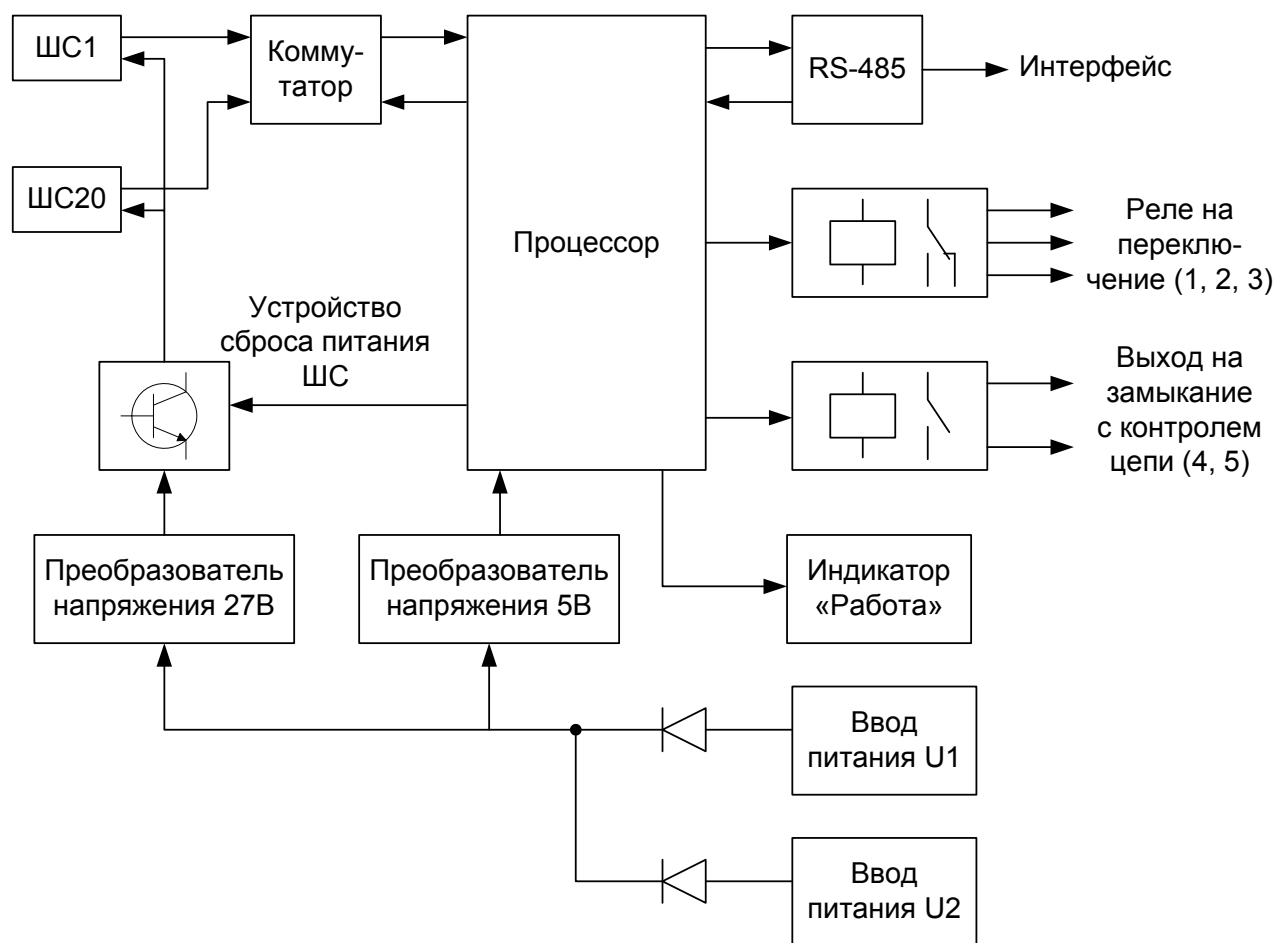 ШС1
Комму-
татор
RS-485
Интерфейс
ШС20
Процессор
Реле на
переклю-
чение (1, 2, 3)
Устройство
сброса питания
ШС
Выход на
замыкание
с контролем
цепи (4, 5)
Преобразователь
напряжения 27В
Преобразователь
напряжения 5В
Индикатор
«Работа»
Ввод
питания U1
Ввод
питания U2